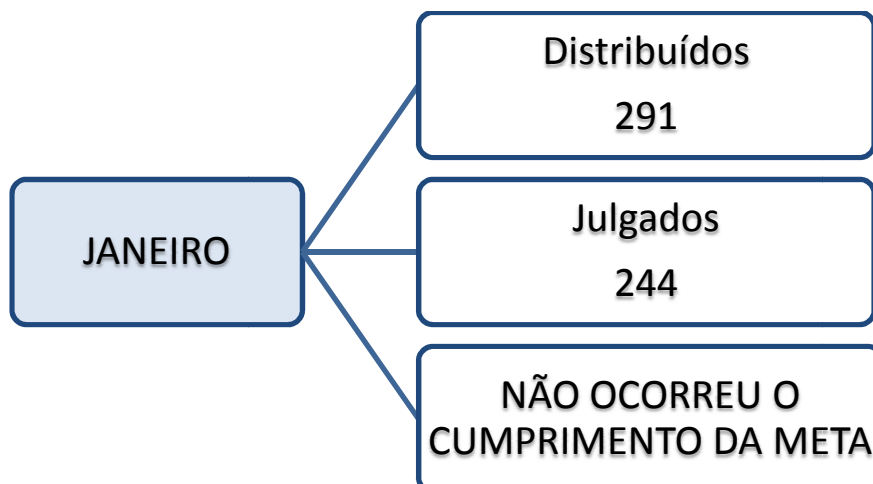 JANEIRO
Distribuídos
291
Julgados
244
NÃO OCORREU O
CUMPRIMENTO DA META